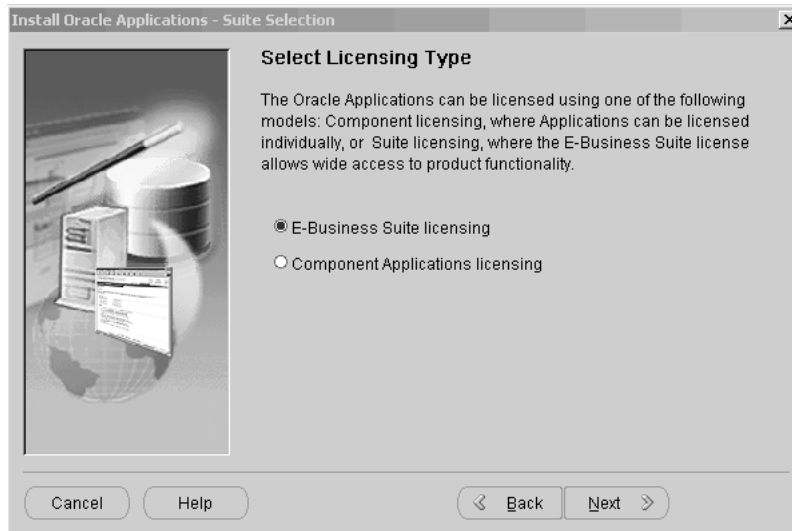 Install Oracle Applications - Suite Selection
Select Licensing Type
The Oracle Applications can be licensed using one of the following
models: Component licensing, where Applications can be licensed
individually, or Suite licensing, where the E-Business Suite license
allows wide access to product functionality.
E-Business Suite licensing
Component Applications licensing
Cancel
Help
Back
Next